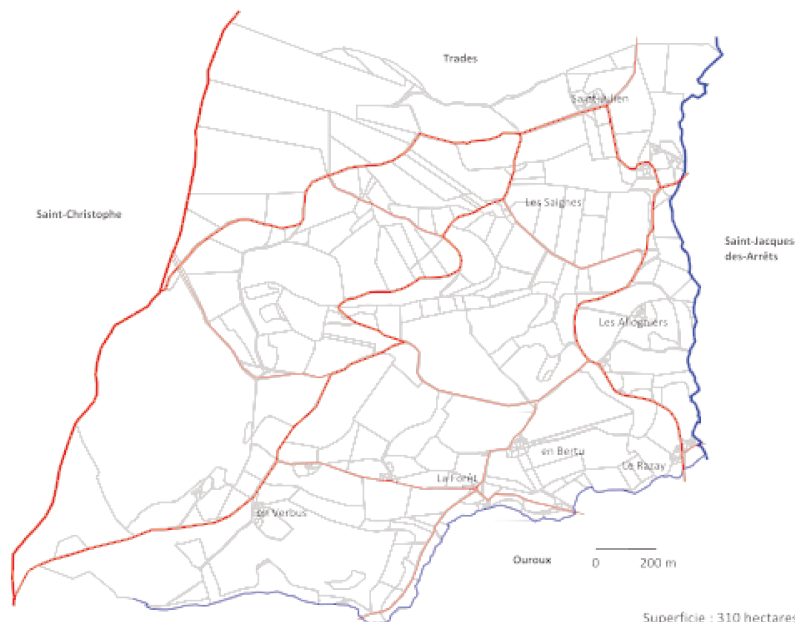 Trades
Saint-Julien
Saint-Christophe
Les Saignes
Saint-Jacques
des-Arrêts
Les Alloghiers
en Bertu
Le Razay
La Forêt
en Verbus
Ouroux
0 200 m
Superficie : 310 hectares